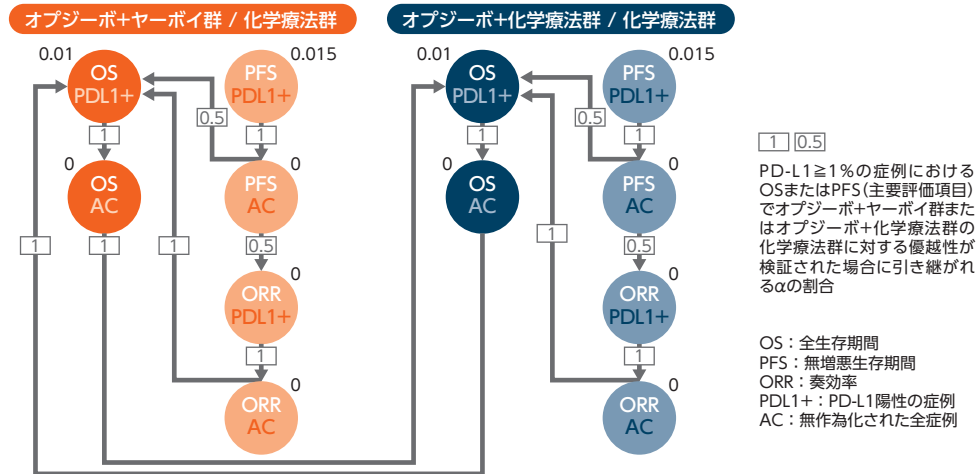 オプジーボ+ヤーボイ群 / 化学療法群
0.01
OS
PDL1+
PFS
PDL1+
0.015
0.5
1
1
0
OS
AC
0
PFS
AC
1
1
1
0.5
0
ORR
PDL1+
1
0
ORR
AC
オプジーボ+化学療法群 / 化学療法群
0.01
OS
PDL1+
PFS
PDL1+
0.015
0.5
1
1
0
OS
AC
0
PFS
AC
1
1
0.5
0
ORR
PDL1+
1
0
ORR
AC
1 0.5
PD-L1≧1%の症例における
OSまたはPFS(主要評価項目)
でオプジーボ+ヤーボイ群また
はオプジーボ+化学療法群の
化学療法群に対する優越性が
検証された場合に引き継がれ
るαの割合
OS：全生存期間
PFS：無増悪生存期間
ORR：奏効率
PDL1+：PD-L1陽性の症例
AC：無作為化された全症例